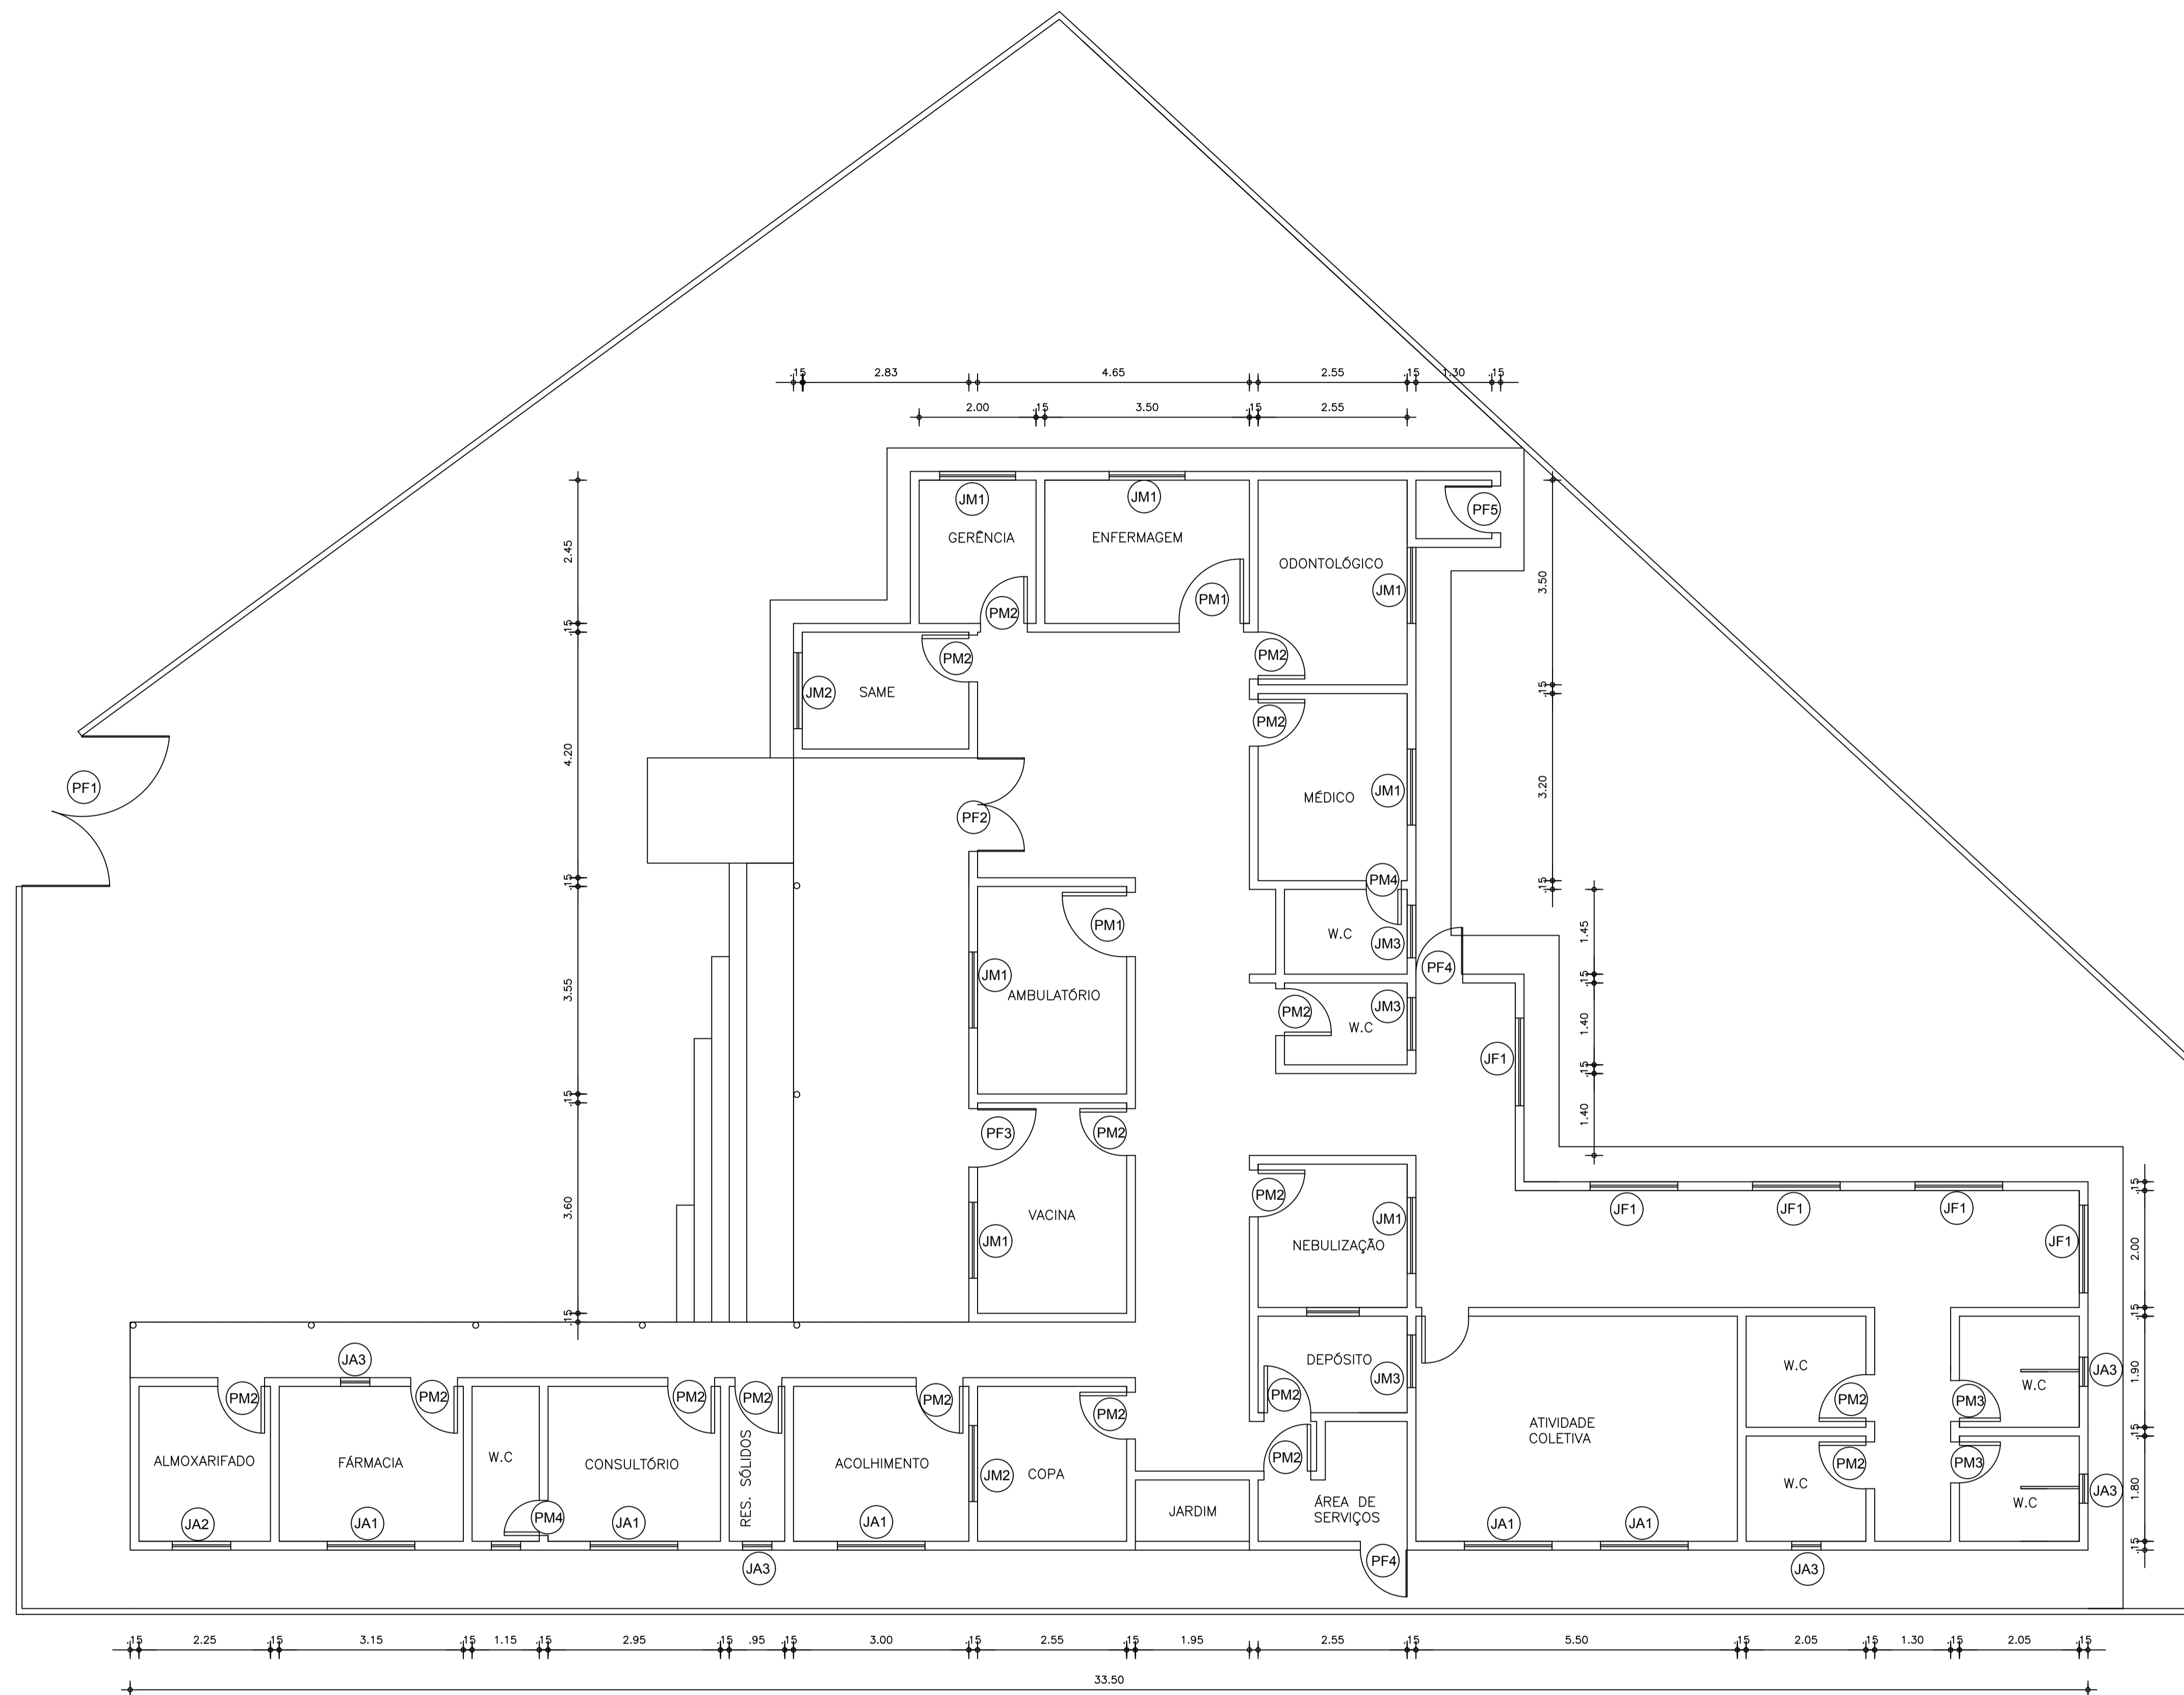 .15 2.83 4.65 2.55 .15 1.30 .15
2.00 .15 3.50 .15 2.55
JM1 JM1
PF5
GERÊNCIA ENFERMAGEM
ODONTOLÓGICO
2.45
3.50
JM1
PM2 PM1
.15
PM2 PM2
SAME
JM2
.15
PM2
4.20
PF1
MÉDICO
JM1
3.20
PF2
PM4
.15
.15
PM1
W.C
JM3
1.45
PF4
JM1
AMBULATÓRIO
3.55
.15
PM2
JM3
W.C
1.40
JF1
.15
.15
PF3 PM2
1.40
PM2
.15
3.60
VACINA
JM1
NEBULIZAÇÃO
JM1
JF1 JF1 JF1
JF1
2.00
.15
.15
JA3
DEPÓSITO
JM3
W.C
W.C
JA3
1.90
PM2 PM2 PM2 PM2 PM2 PM2 PM2 PM2 PM3
ATIVIDADE
COLETIVA
.15
ALMOXARIFADO FÁRMACIA W.C CONSULTÓRIO RES. SÓLIDOS ACOLHIMENTO JM2 COPA PM2 PM2 PM3
W.C
W.C
JA3
1.80
JARDIM
ÁREA DE
SERVIÇOS
JA2 JA1 PM4 JA1 JA1 JA1 JA1
.15
JA3 PF4 JA3
.15 2.25 .15 3.15 .15 1.15 .15 2.95 .15 .95 .15 3.00 .15 2.55 .15 1.95 2.55 .15 5.50 .15 2.05 .15 1.30 .15 2.05 .15
33.50